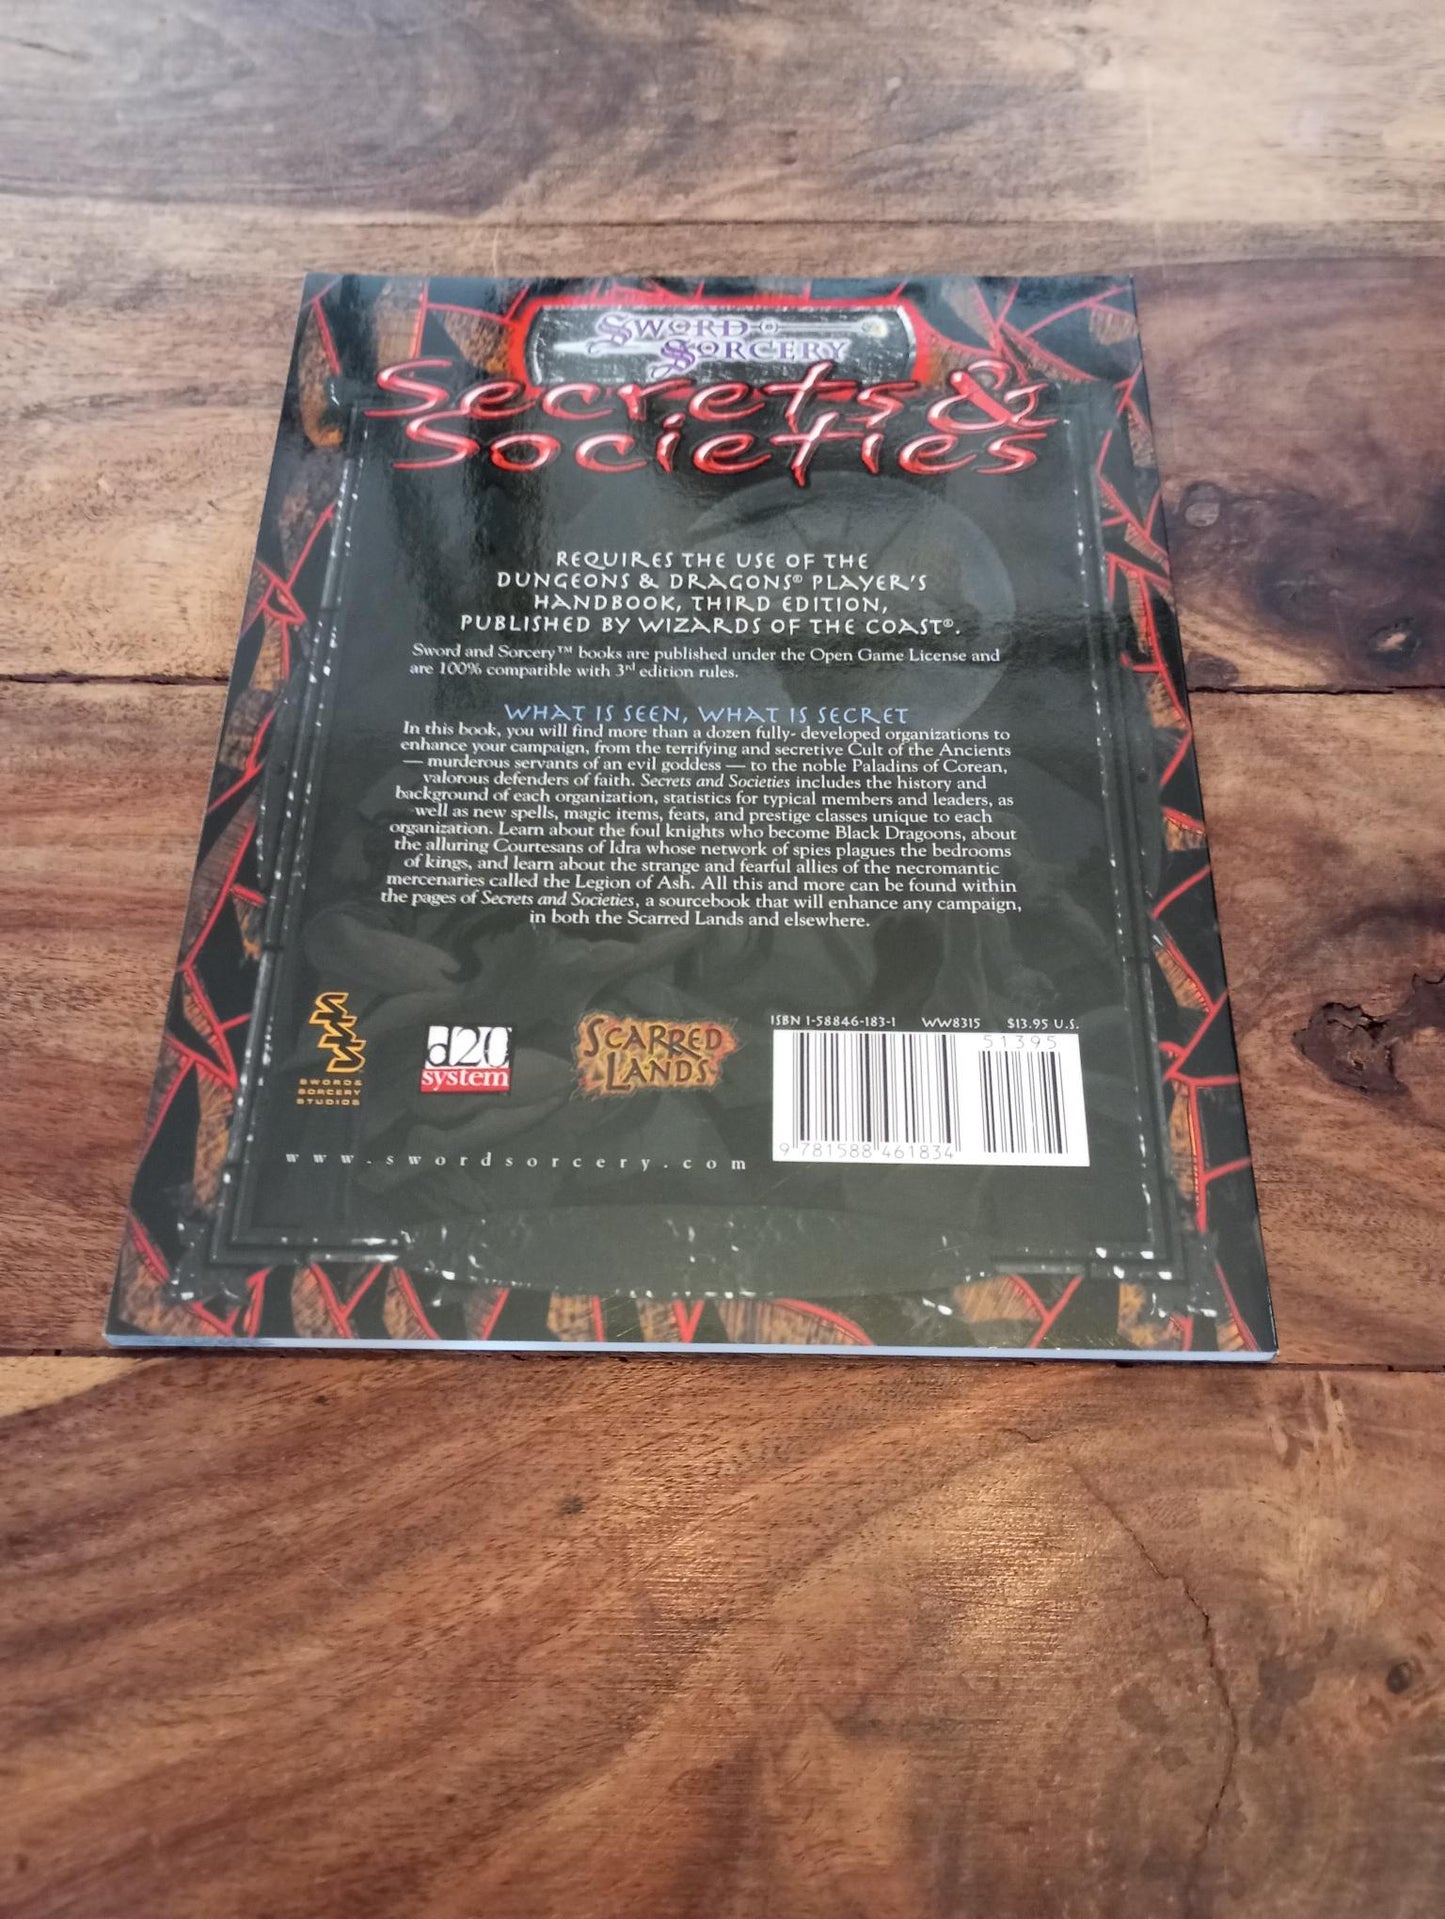 SWORD
SORCERY
Secrets &
Societies
REQUIRES THE USE OF THE
DUNGEONS & DRAGONS® PLAYER'S
HANDBOOK, THIRD EDITION,
PUBLISHED BY WIZARDS OF THE COAST®.
Sword and Sorcery™ books are published under the Open Game License and
are 100% compatible with 3rd edition rules.
WHAT IS SEEN, WHAT IS SECRET
In this book, you will find more than a dozen fully- developed organizations to
enhance your campaign, from the terrifying and secretive Cult of the Ancients
— murderous servants of an evil goddess — to the noble Paladins of Corean,
valorous defenders of faith. Secrets and Societies includes the history and
background of each organization, statistics for typical members and leaders, as
well as new spells, magic items, feats, and prestige classes unique to each
organization. Learn about the foul knights who become Black Dragoons, about
the alluring Courtesans of Idra whose network of spies plagues the bedrooms
of kings, and learn about the strange and fearful allies of the necromantic
mercenaries called the Legion of Ash. All this and more can be found within
the pages of Secrets and Societies, a sourcebook that will enhance any campaign,
in both the Scarred Lands and elsewhere.
SSS
SWORD &
SORCERY
STUDIOS
d20
system
SCARRED
LANDS
ISBN 1-58846-183-1 WW8315 $13.95 U.S.
51395
9 781588 461834
www.swordsorcery.com